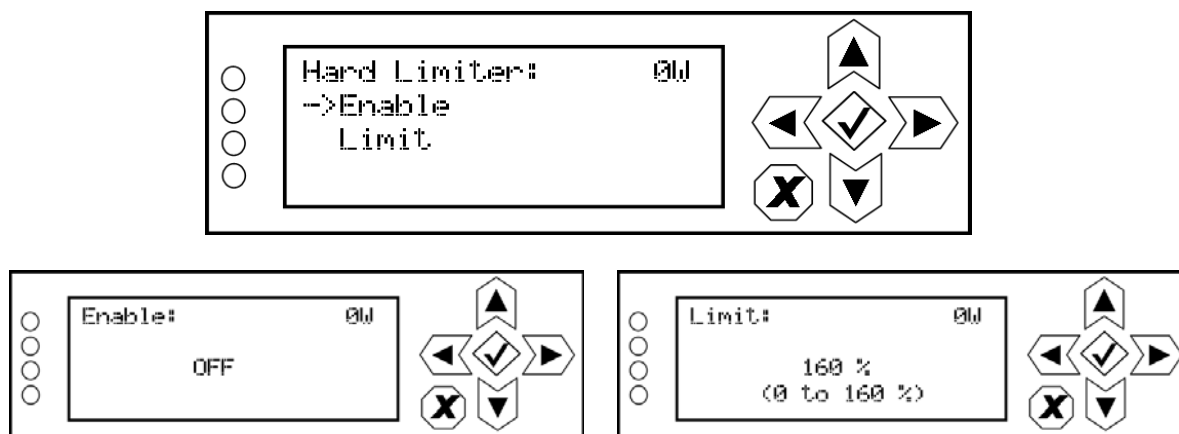 Hard Limiter: 0W
->Enable
Limit
Enable: 0W
OFF
Limit: 0W
160 %
(0 to 160 %)